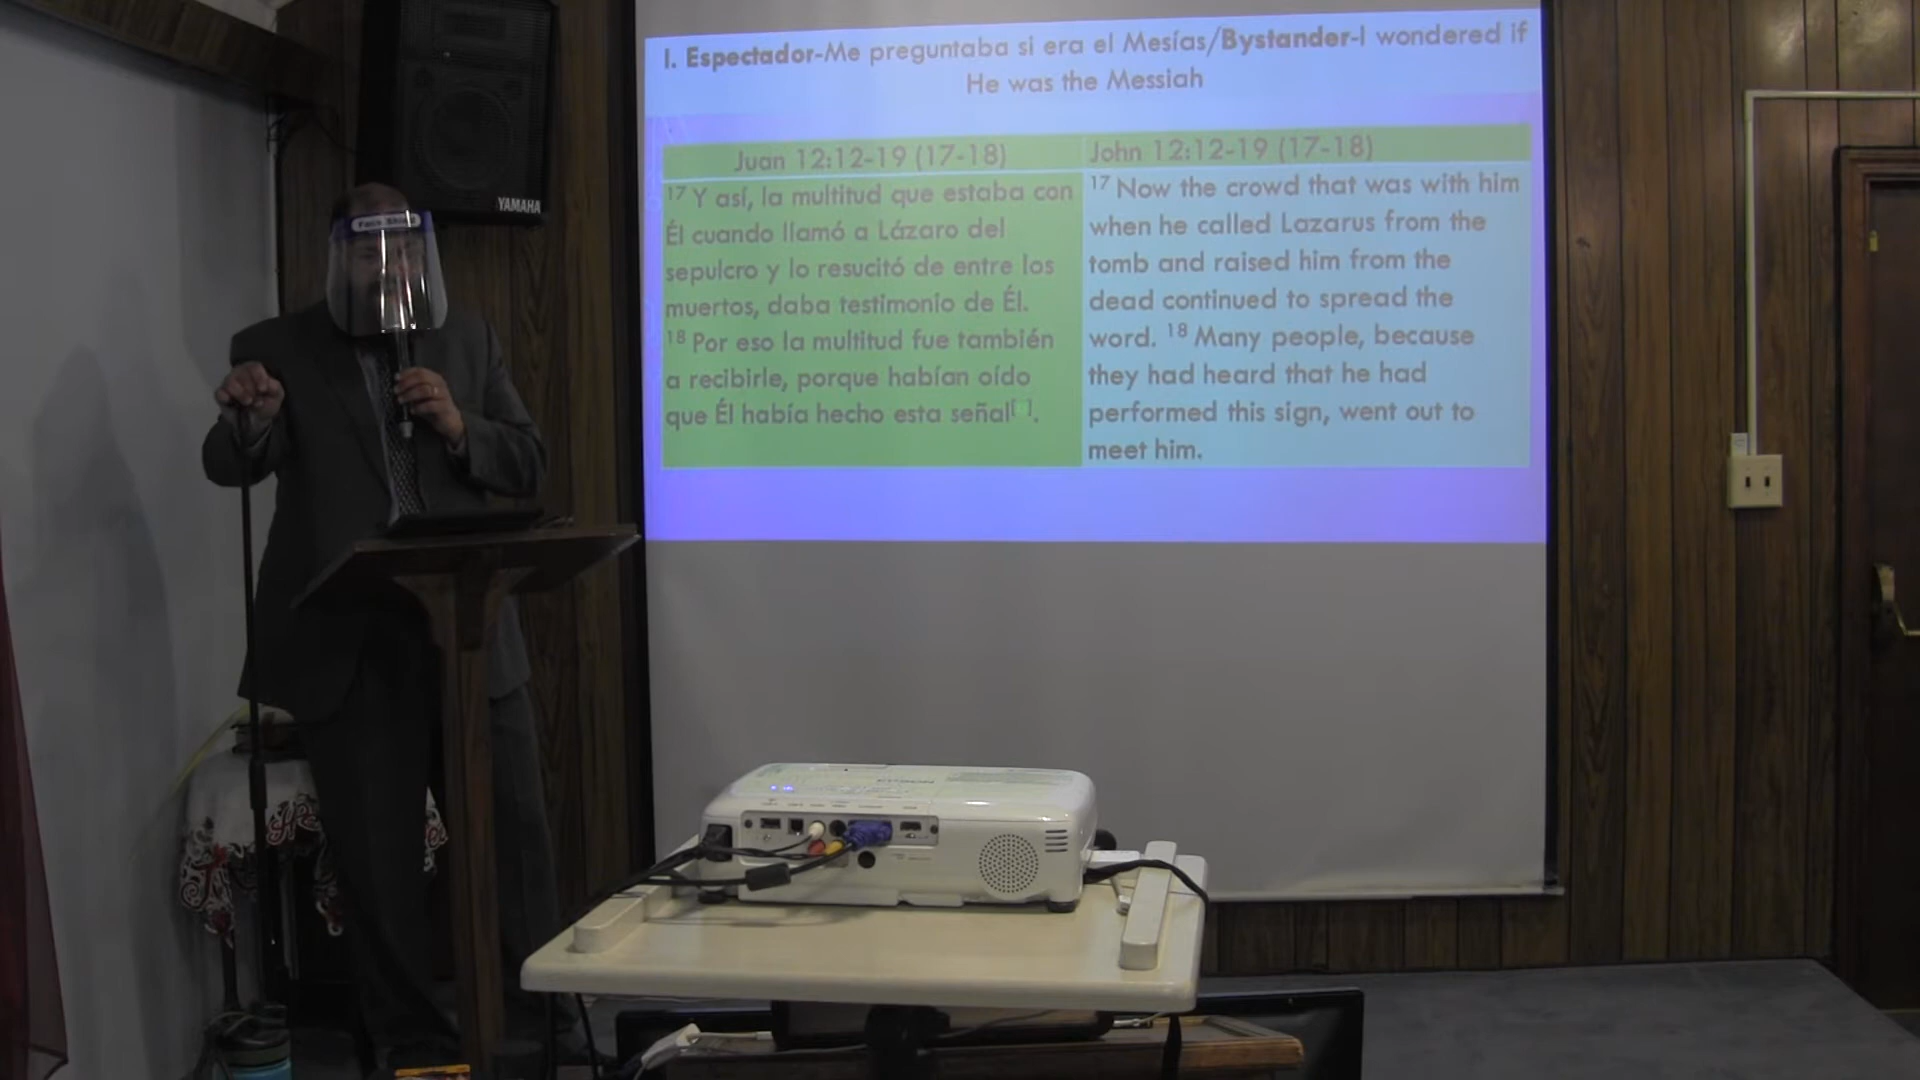 I. Espectador-Me preguntaba si era el Mesías/Bystander-I wondered if
He was the Messiah
Juan 12:12-19 (17-18)
17 Y así, la multitud que estaba con
Él cuando llamó a Lázaro del
sepulcro y lo resucitó de entre los
muertos, daba testimonio de Él.
18 Por eso la multitud fue también
a recibirle, porque habían oído
que Él había hecho esta señal[ ].
John 12:12-19 (17-18)
17 Now the crowd that was with him
when he called Lazarus from the
tomb and raised him from the
dead continued to spread the
word. 18 Many people, because
they had heard that he had
performed this sign, went out to
meet him.
YAMAHA
Face Shield